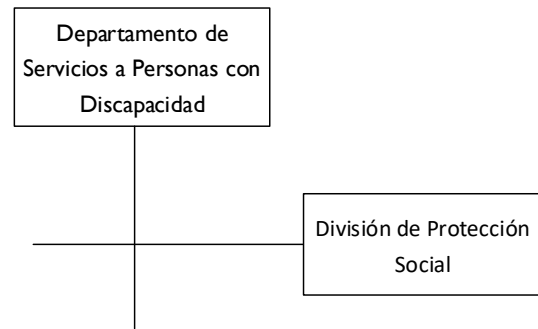 Departamento de
Servicios a Personas con
Discapacidad
División de Protección
Social